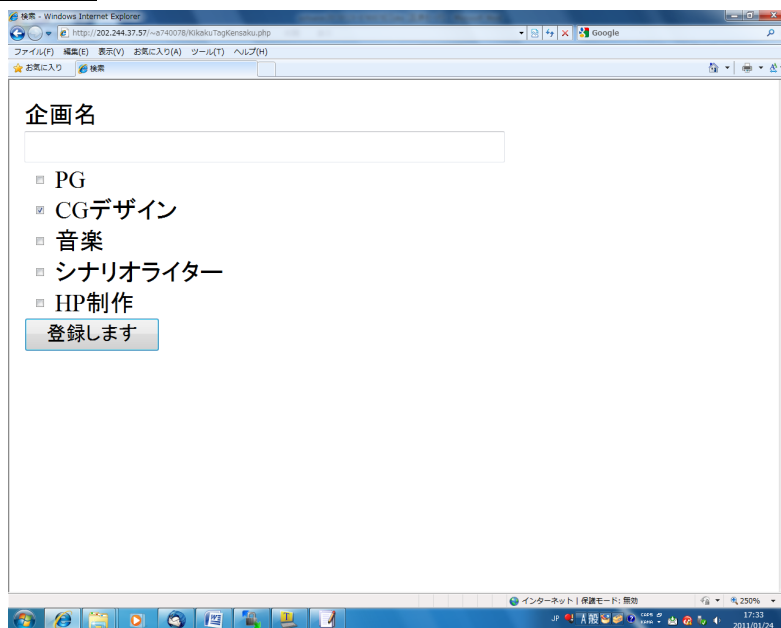 検索 - Windows Internet Explorer
http://202.244.37.57/~a740078/KikakuTagKensaku.php
Google
ファイル(F) 編集(E) 表示(V) お気に入り(A) ツール(T) ヘルプ(H)
お気に入り 検索
企画名
PG
CGデザイン
音楽
シナリオライター
HP制作
登録します
インターネット | 保護モード: 無効 250%
JP A 般 CAPS KANA 17:33
2011/01/24